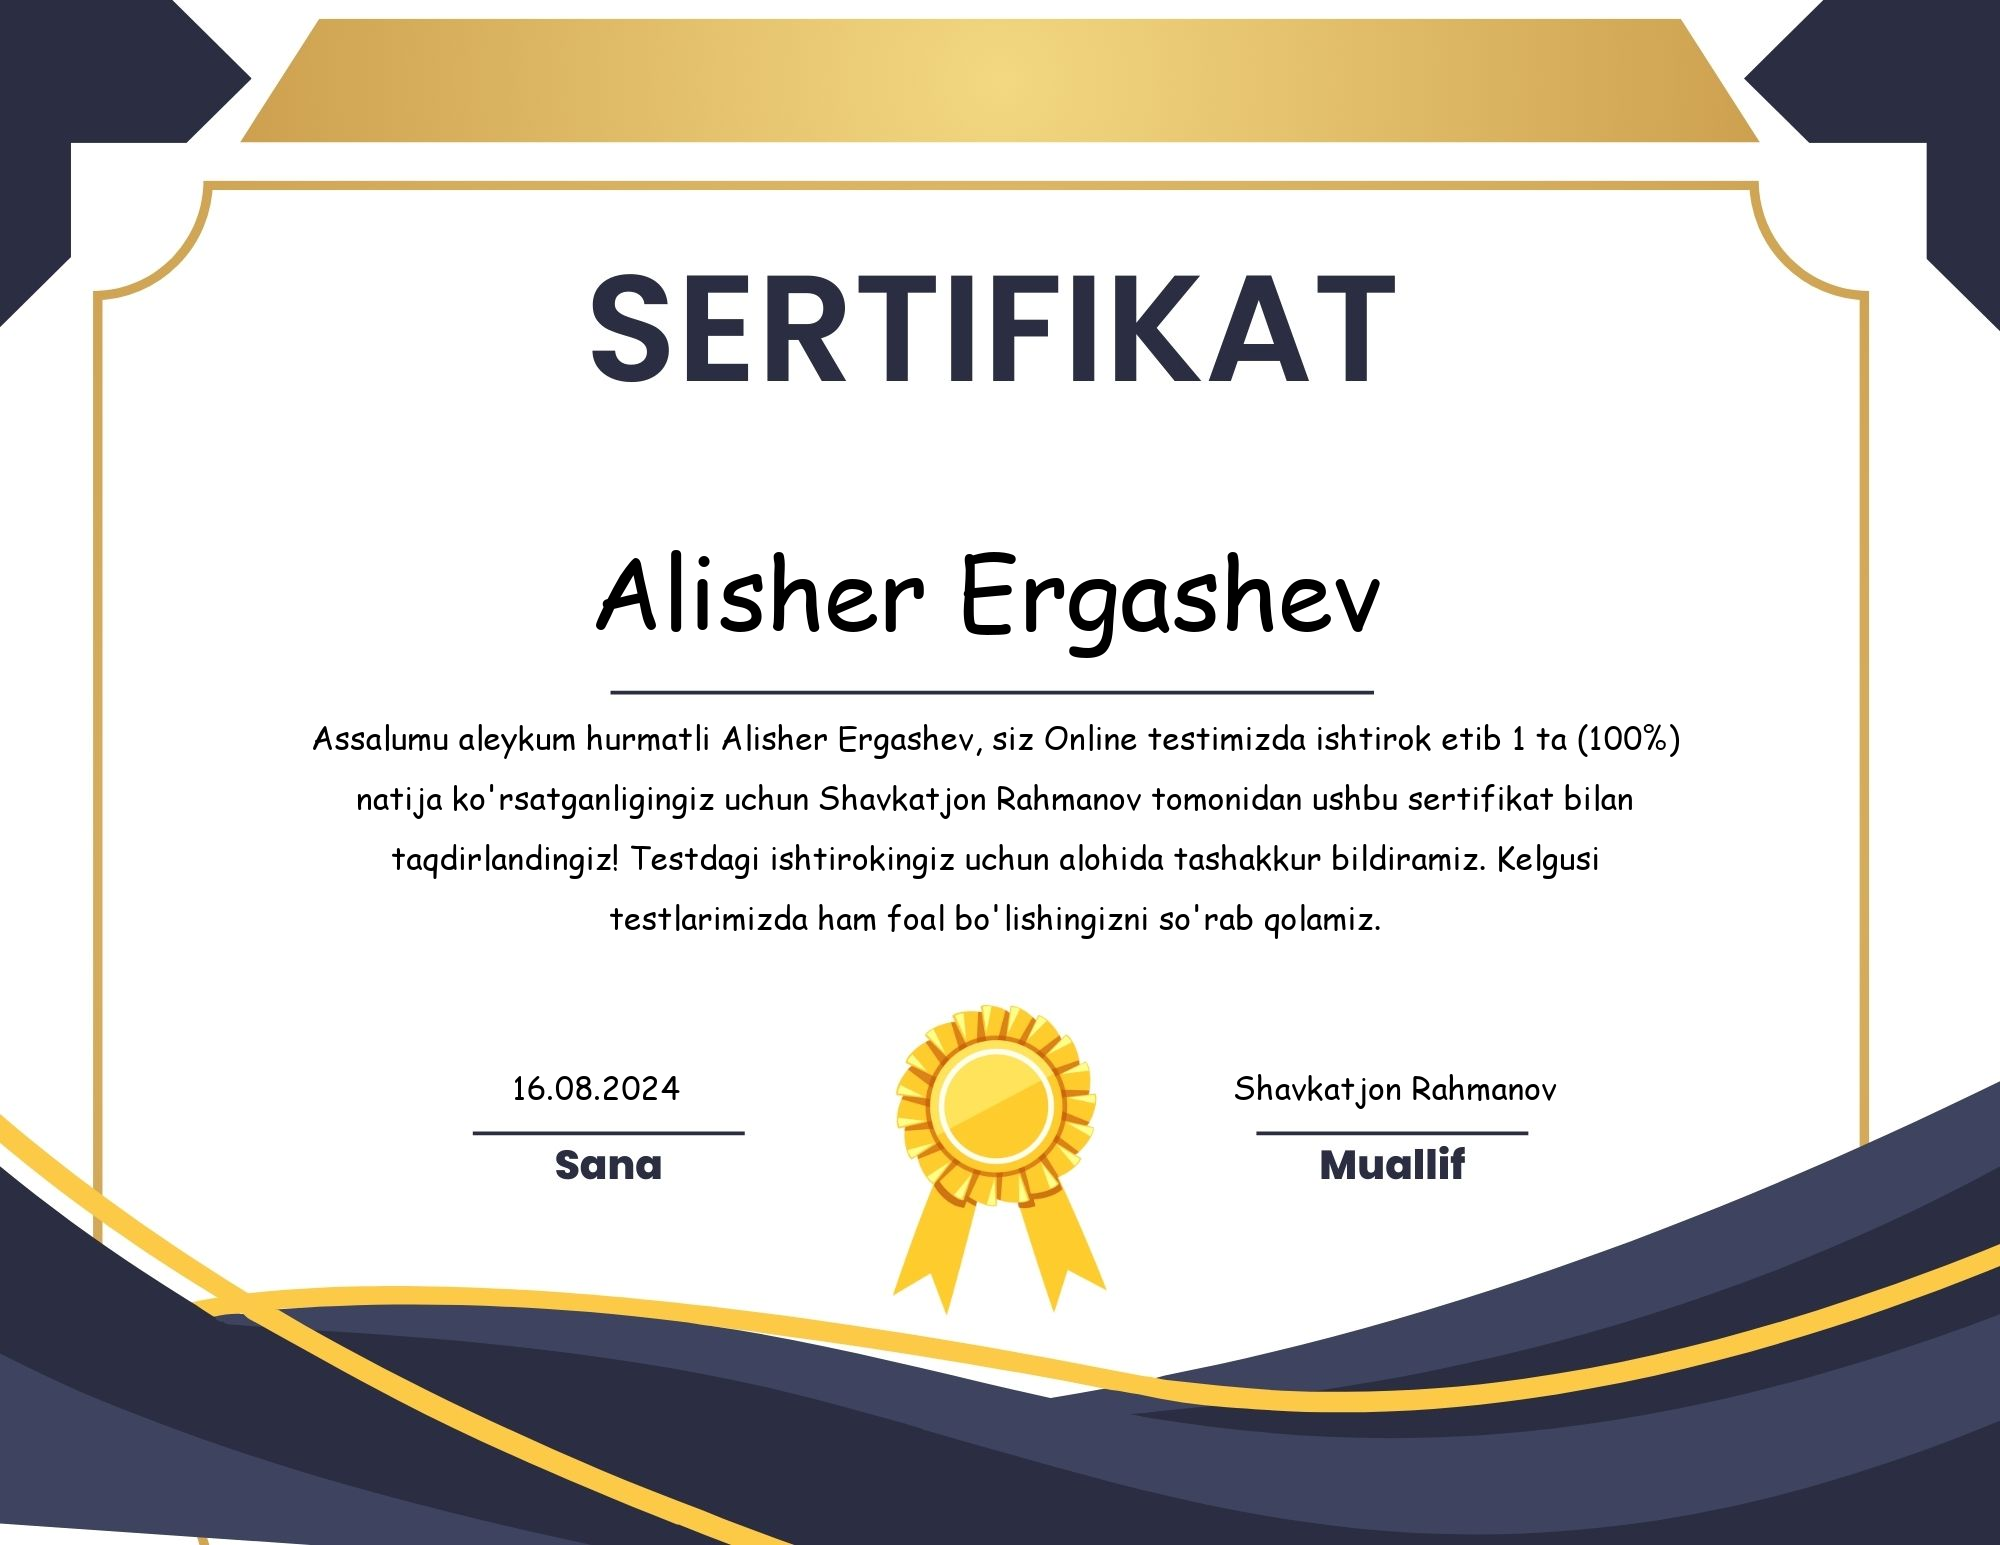 SERTIFIKAT
Alisher Ergashev
Assalumu aleykum hurmatli Alisher Ergashev, siz Online testimizda ishtirok etib 1 ta (100%)
natija ko'rsatganligingiz uchun Shavkatjon Rahmanov tomonidan ushbu sertifikat bilan
taqdirlandingiz! Testdagi ishtirokingiz uchun alohida tashakkur bildiramiz. Kelgusi
testlarimizda ham foal bo'lishingizni so'rab qolamiz.
16.08.2024
Sana
Shavkatjon Rahmanov
Muallif